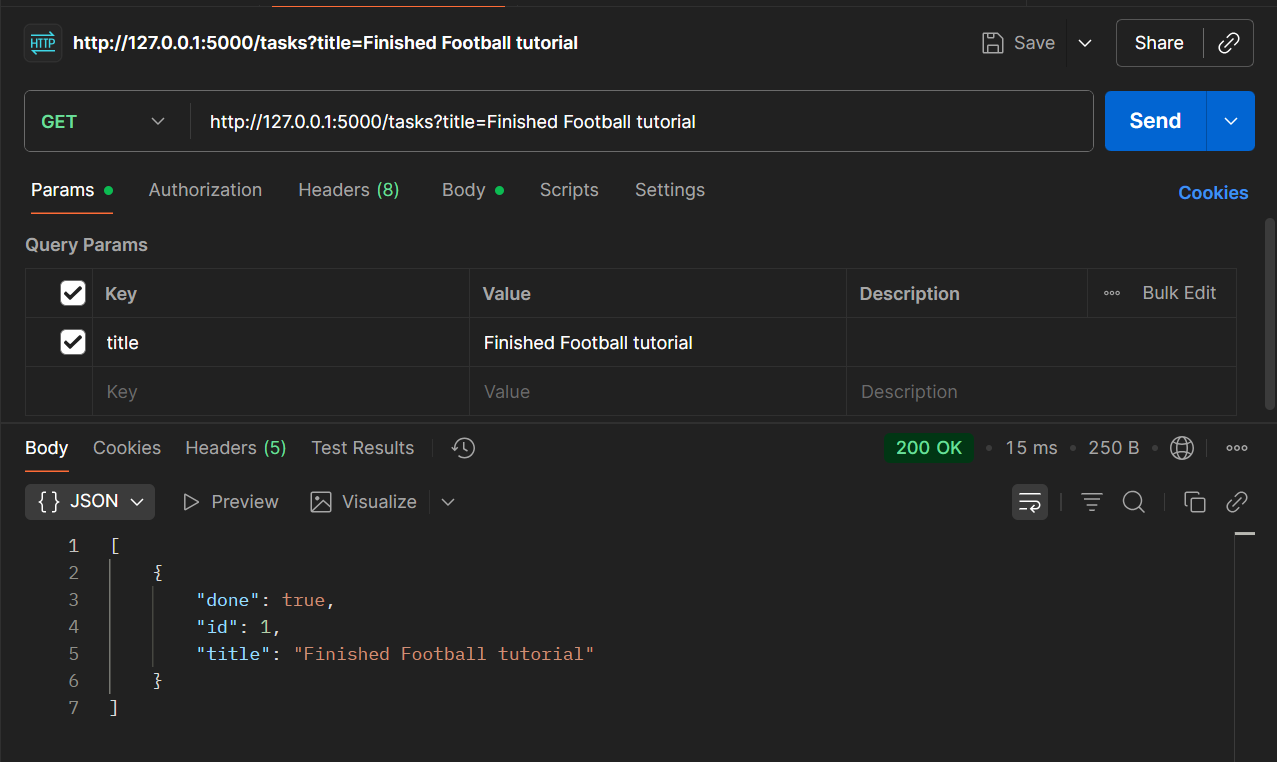 HTTP http://127.0.0.1:5000/tasks?title=Finished Football tutorial Save Share
GET http://127.0.0.1:5000/tasks?title=Finished Football tutorial Send
Params Authorization Headers (8) Body Scripts Settings Cookies
Query Params
Key Value Description Bulk Edit
title Finished Football tutorial
Key Value Description
Body Cookies Headers (5) Test Results 200 OK 15 ms 250 B
{} JSON Preview Visualize
1 [
2 {
3 "done": true,
4 "id": 1,
5 "title": "Finished Football tutorial"
6 }
7 ]